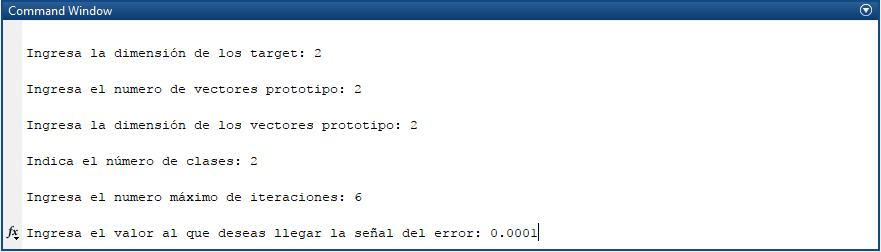 Command Window
Ingresa la dimensión de los target: 2
Ingresa el numero de vectores prototipo: 2
Ingresa la dimensión de los vectores prototipo: 2
Indica el número de clases: 2
Ingresa el numero máximo de iteraciones: 6
fx Ingresa el valor al que deseas llegar la señal del error: 0.0001